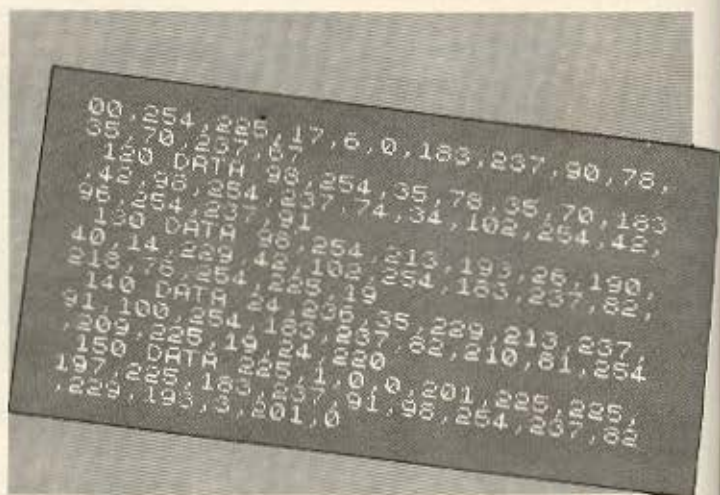 00,254,225,17,6,0,183,237,90,78,
35,70,237,67
120 DATA 98,254,35,78,35,70,183
,42,98,254,237,74,34,102,254,42,
96,254,237,91
130 DATA 98,254,213,193,26,190,
40,14,229,42,102,254,183,237,82,
218,76,254,225,19
140 DATA 24,236,35,229,213,237,
91,100,254,183,237,82,210,81,254
,209,225,19,24,220
150 DATA 225,1,0,0,201,225,225,
197,225,183,237,91,98,254,237,82
,229,193,3,201,0